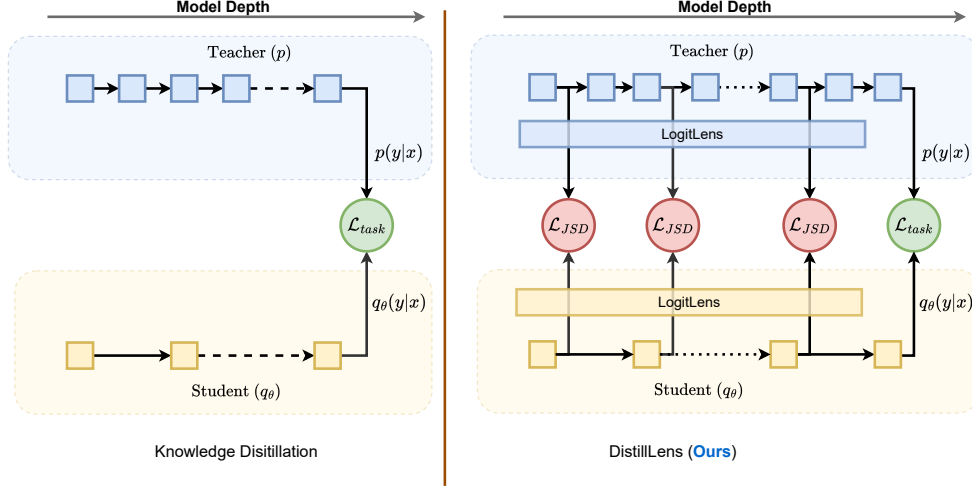 Model Depth
Teacher (p)
p(y|x)
ℒ_task
q_θ(y|x)
Student (q_θ)
Knowledge Disitillation
Model Depth
Teacher (p)
LogitLens
p(y|x)
ℒ_JSD ℒ_JSD ℒ_JSD ℒ_task
LogitLens
q_θ(y|x)
Student (q_θ)
DistillLens (Ours)